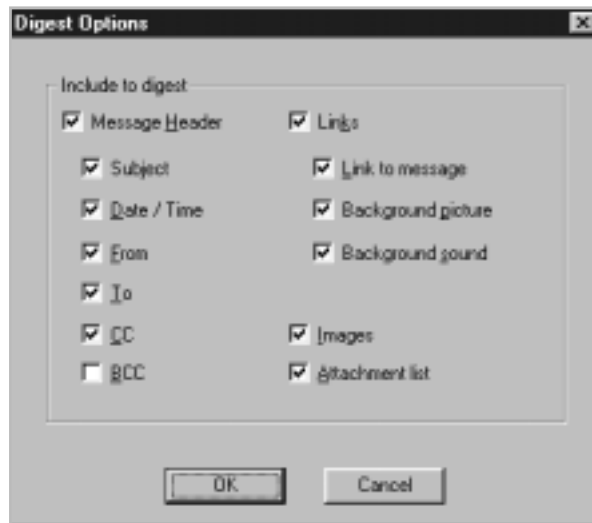 Digest Options
Include to digest
Message Header
Links
Subject
Link to message
Date / Time
Background picture
From
Background sound
To
CC
Images
BCC
Attachment list
OK
Cancel